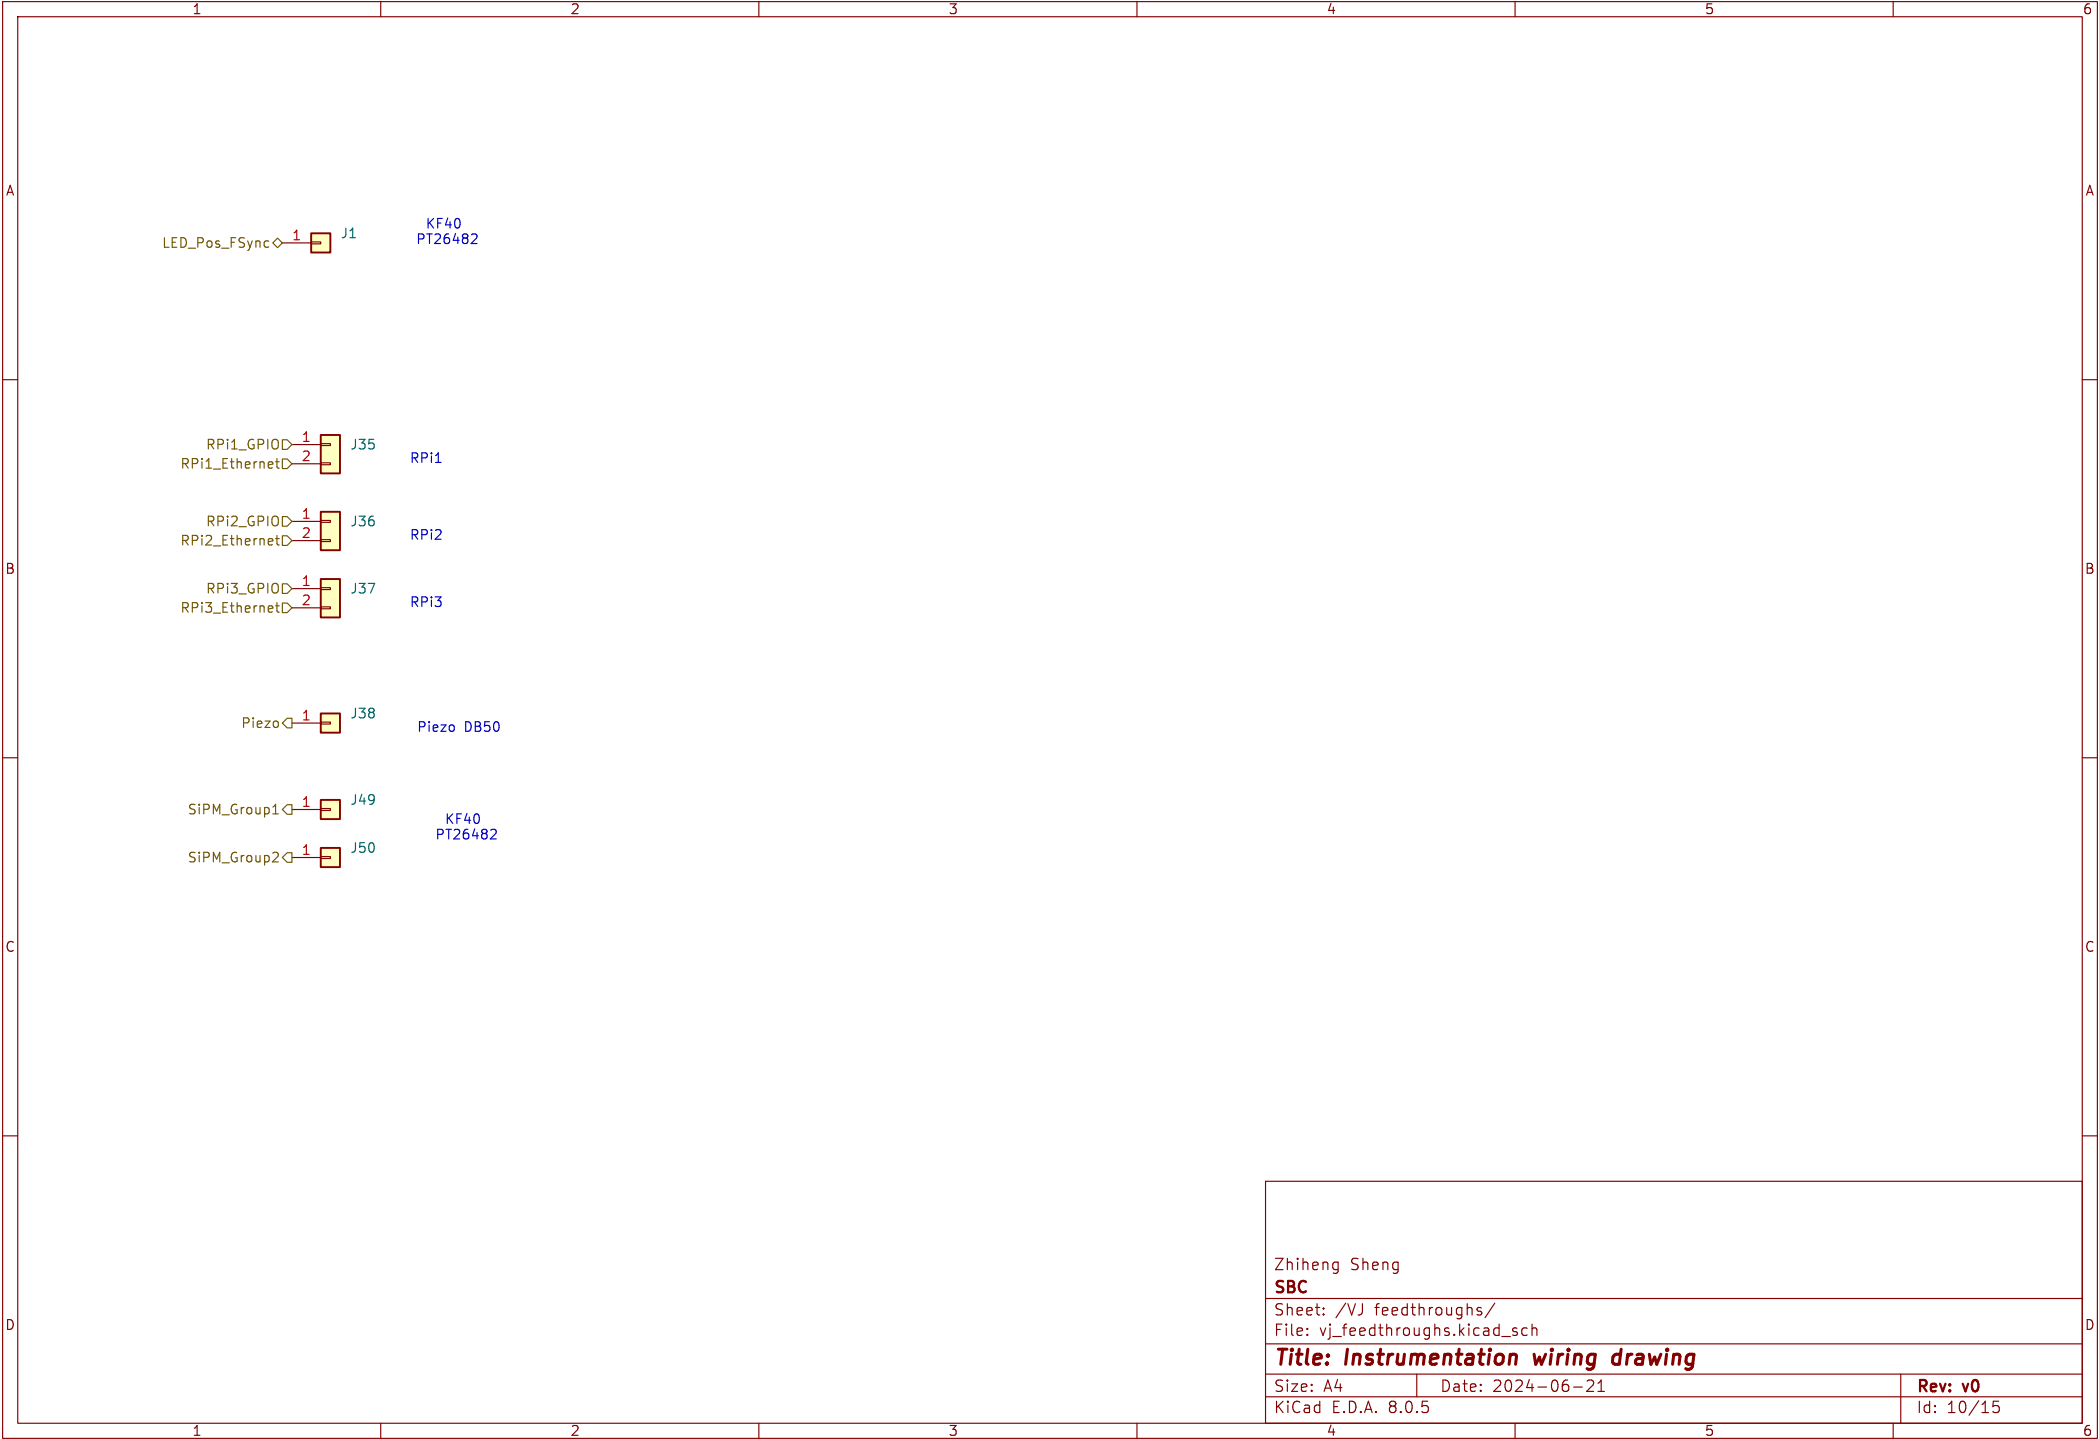 1 2 3 4 5 6
A A
KF40
PT26482
LED_Pos_FSync 1 J1
RPi1_GPIO 1 J35
RPi1_Ethernet 2
RPi1
RPi2_GPIO 1 J36
RPi2_Ethernet 2
RPi2
B B
RPi3_GPIO 1 J37
RPi3_Ethernet 2
RPi3
Piezo 1 J38
Piezo DB50
SiPM_Group1 1 J49
KF40
PT26482
SiPM_Group2 1 J50
C C
Zhiheng Sheng
SBC
Sheet: /VJ feedthroughs/
File: vj_feedthroughs.kicad_sch
D D
Title: Instrumentation wiring drawing
Size: A4 Date: 2024-06-21 Rev: v0
KiCad E.D.A. 8.0.5 Id: 10/15
1 2 3 4 5 6